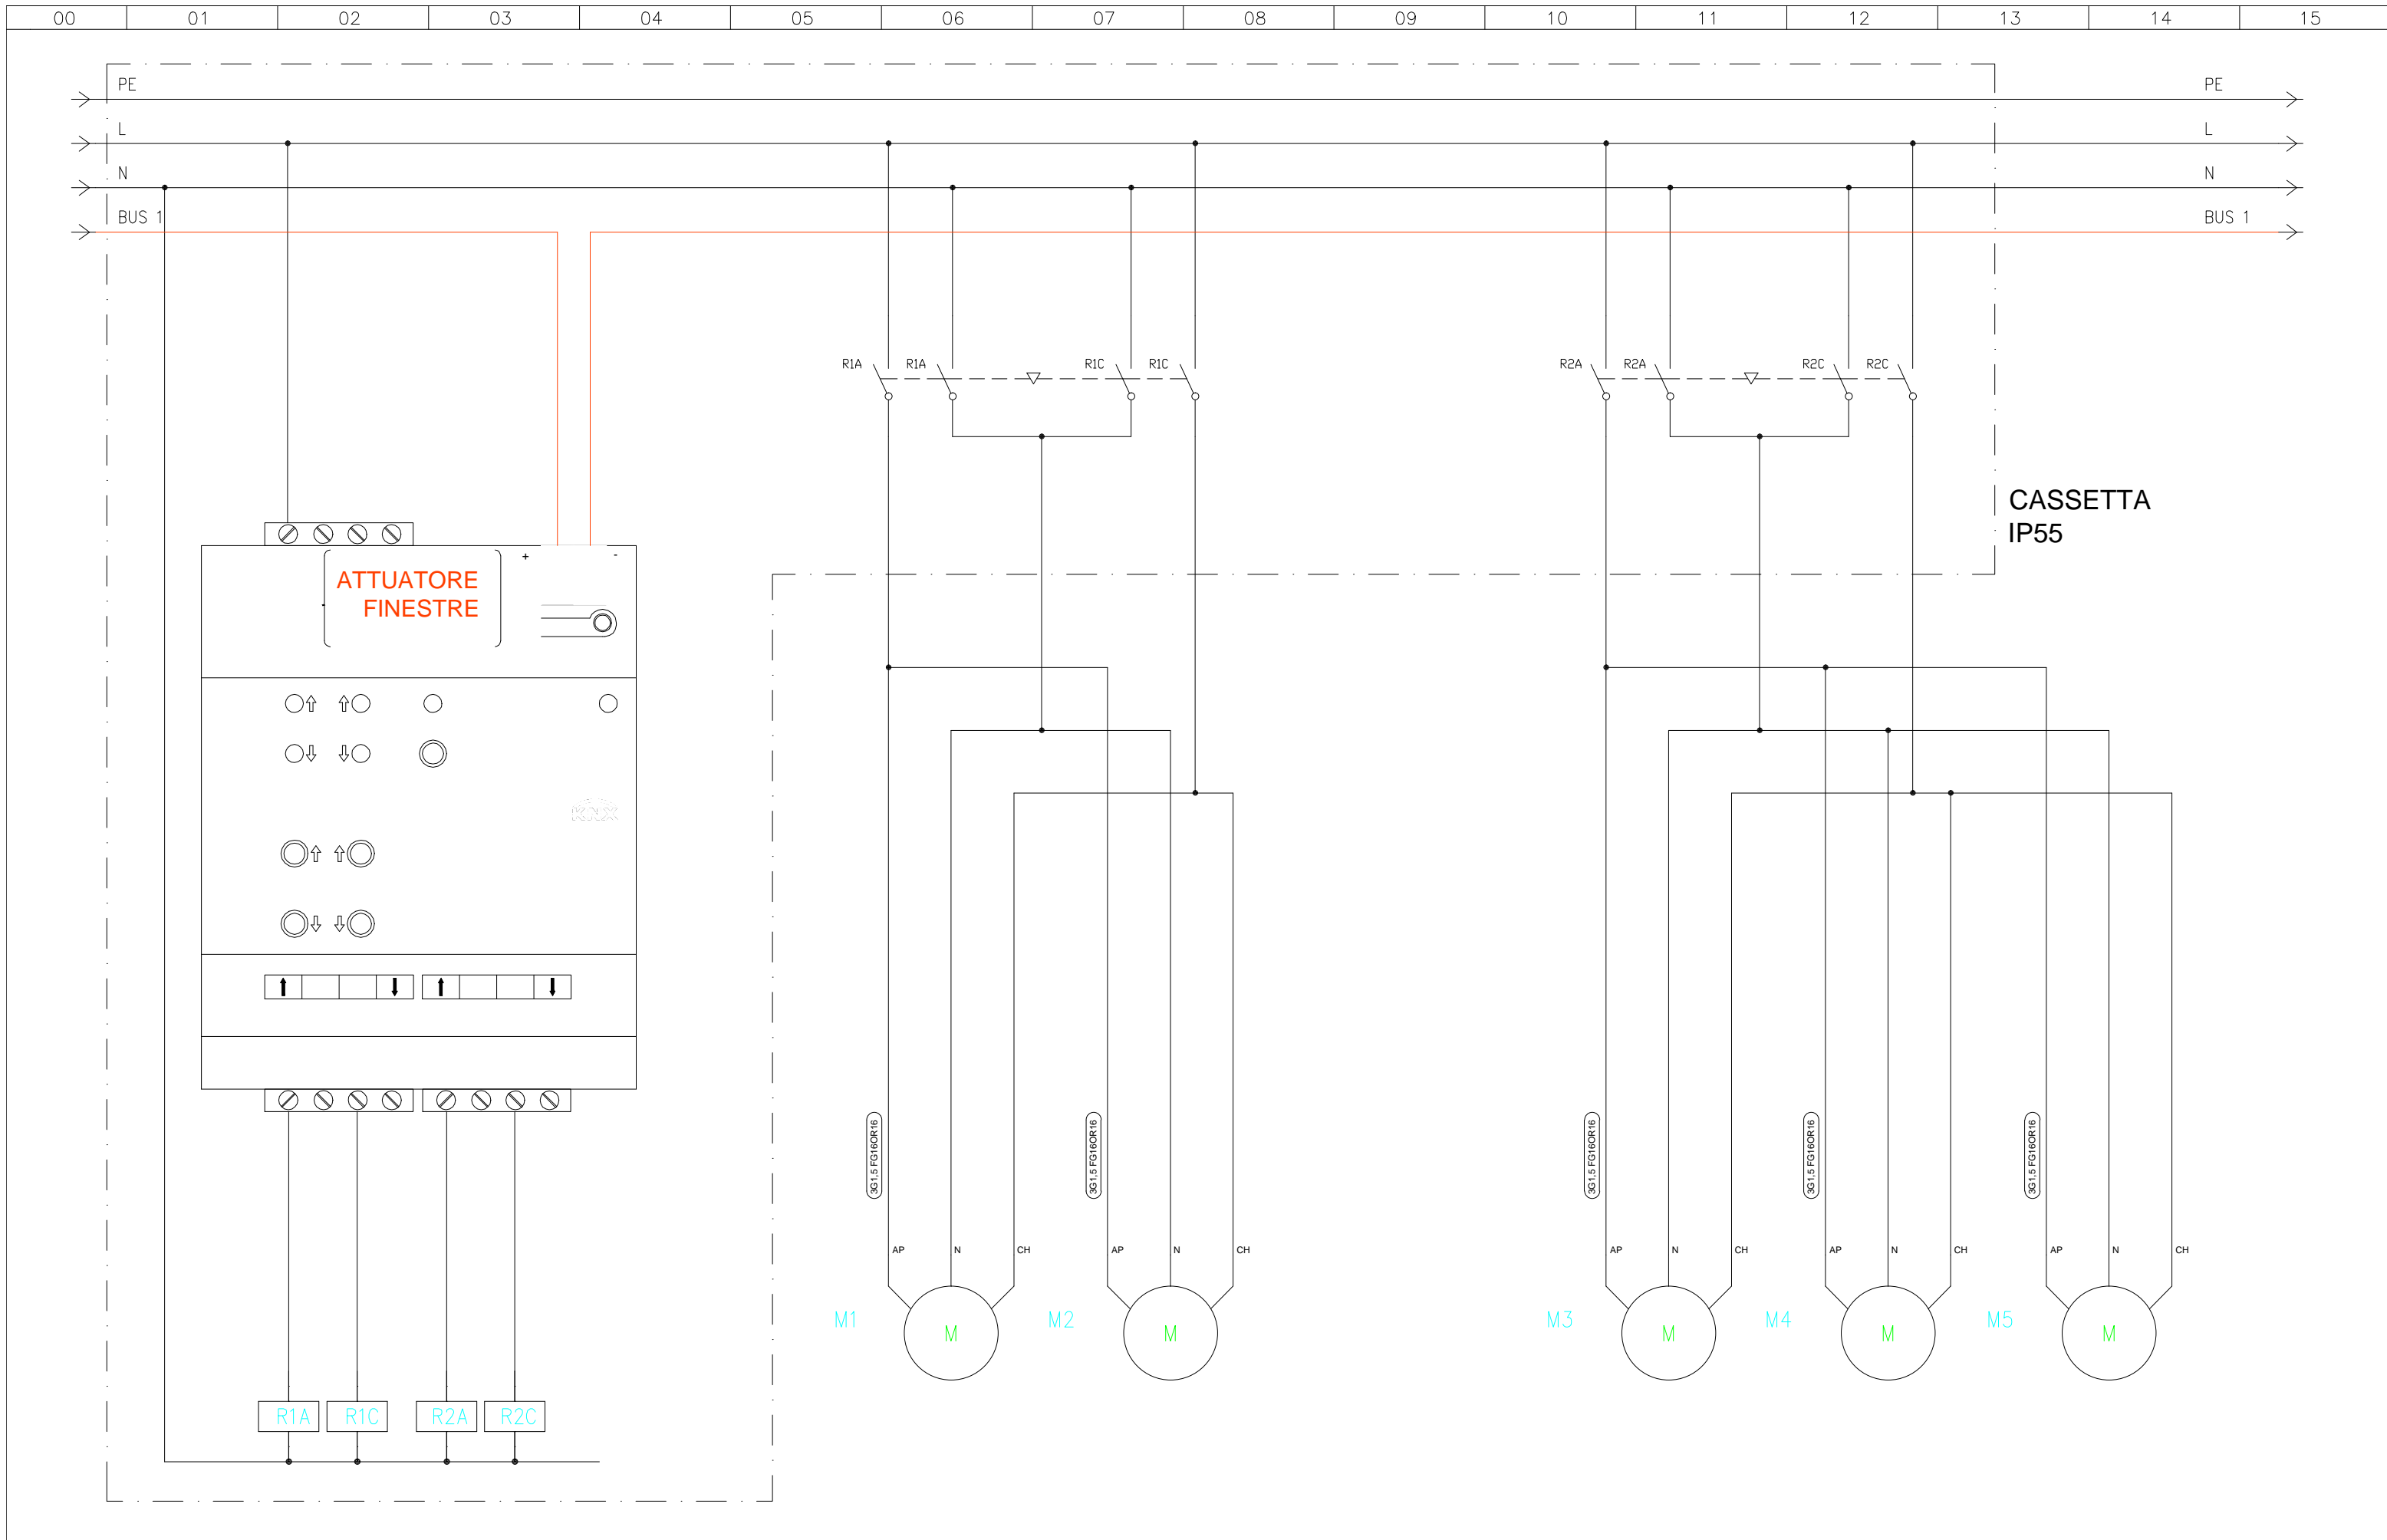 00 01 02 03 04 05 06 07 08 09 10 11 12 13 14 15
PE PE
L L
N N
BUS 1 BUS 1
R1A R1A R1C R1C R2A R2A R2C R2C
CASSETTA
IP55
+ -
ATTUATORE
FINESTRE
KNX
3G1,5 FG16OR16 3G1,5 FG16OR16 3G1,5 FG16OR16 3G1,5 FG16OR16 3G1,5 FG16OR16
AP N CH AP N CH AP N CH AP N CH AP N CH
M1 M2 M3 M4 M5
M M M M M
R1A R1C R2A R2C